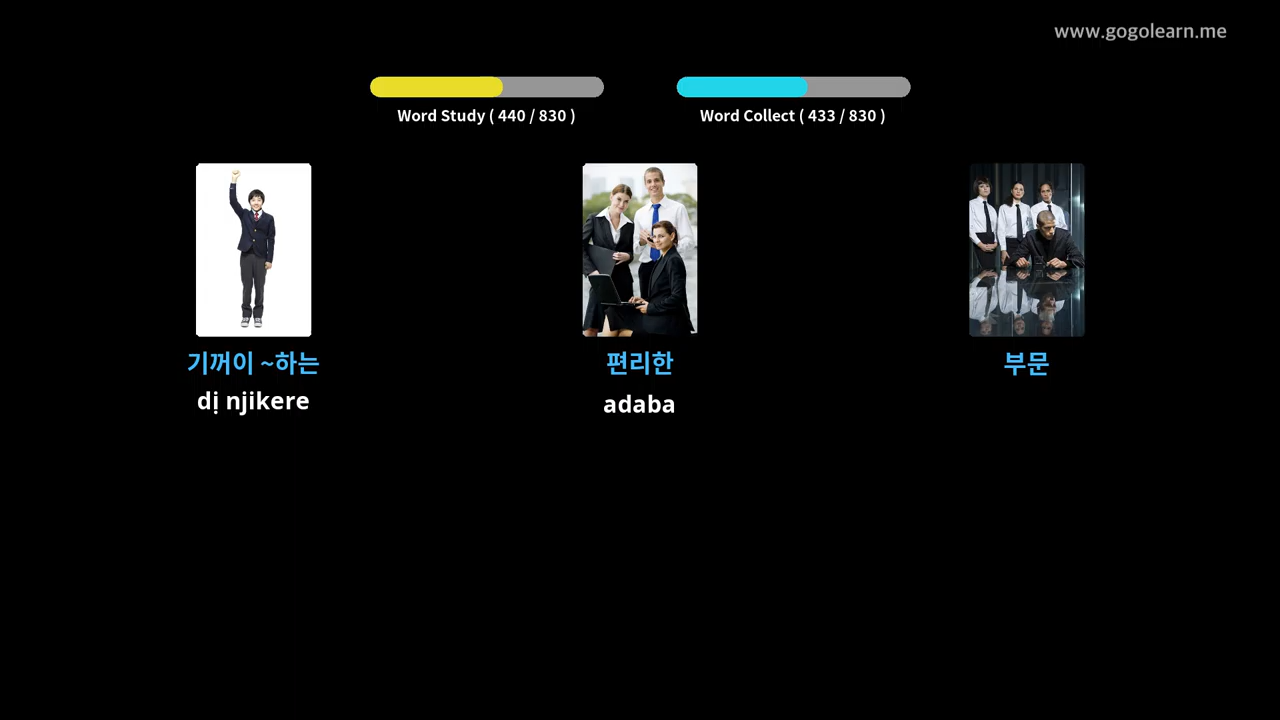 www.gogolearn.me
Word Study ( 440 / 830 )
Word Collect ( 433 / 830 )
기꺼이 ~하는
dị njikere
편리한
adaba
부문